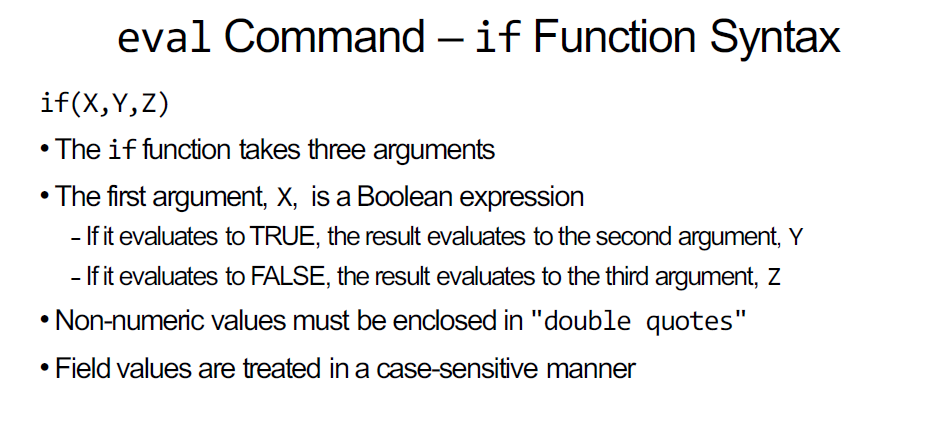 eval Command – if Function Syntax
if(X,Y,Z)
• The if function takes three arguments
• The first argument, X, is a Boolean expression
– If it evaluates to TRUE, the result evaluates to the second argument, Y
– If it evaluates to FALSE, the result evaluates to the third argument, Z
• Non-numeric values must be enclosed in "double quotes"
• Field values are treated in a case-sensitive manner